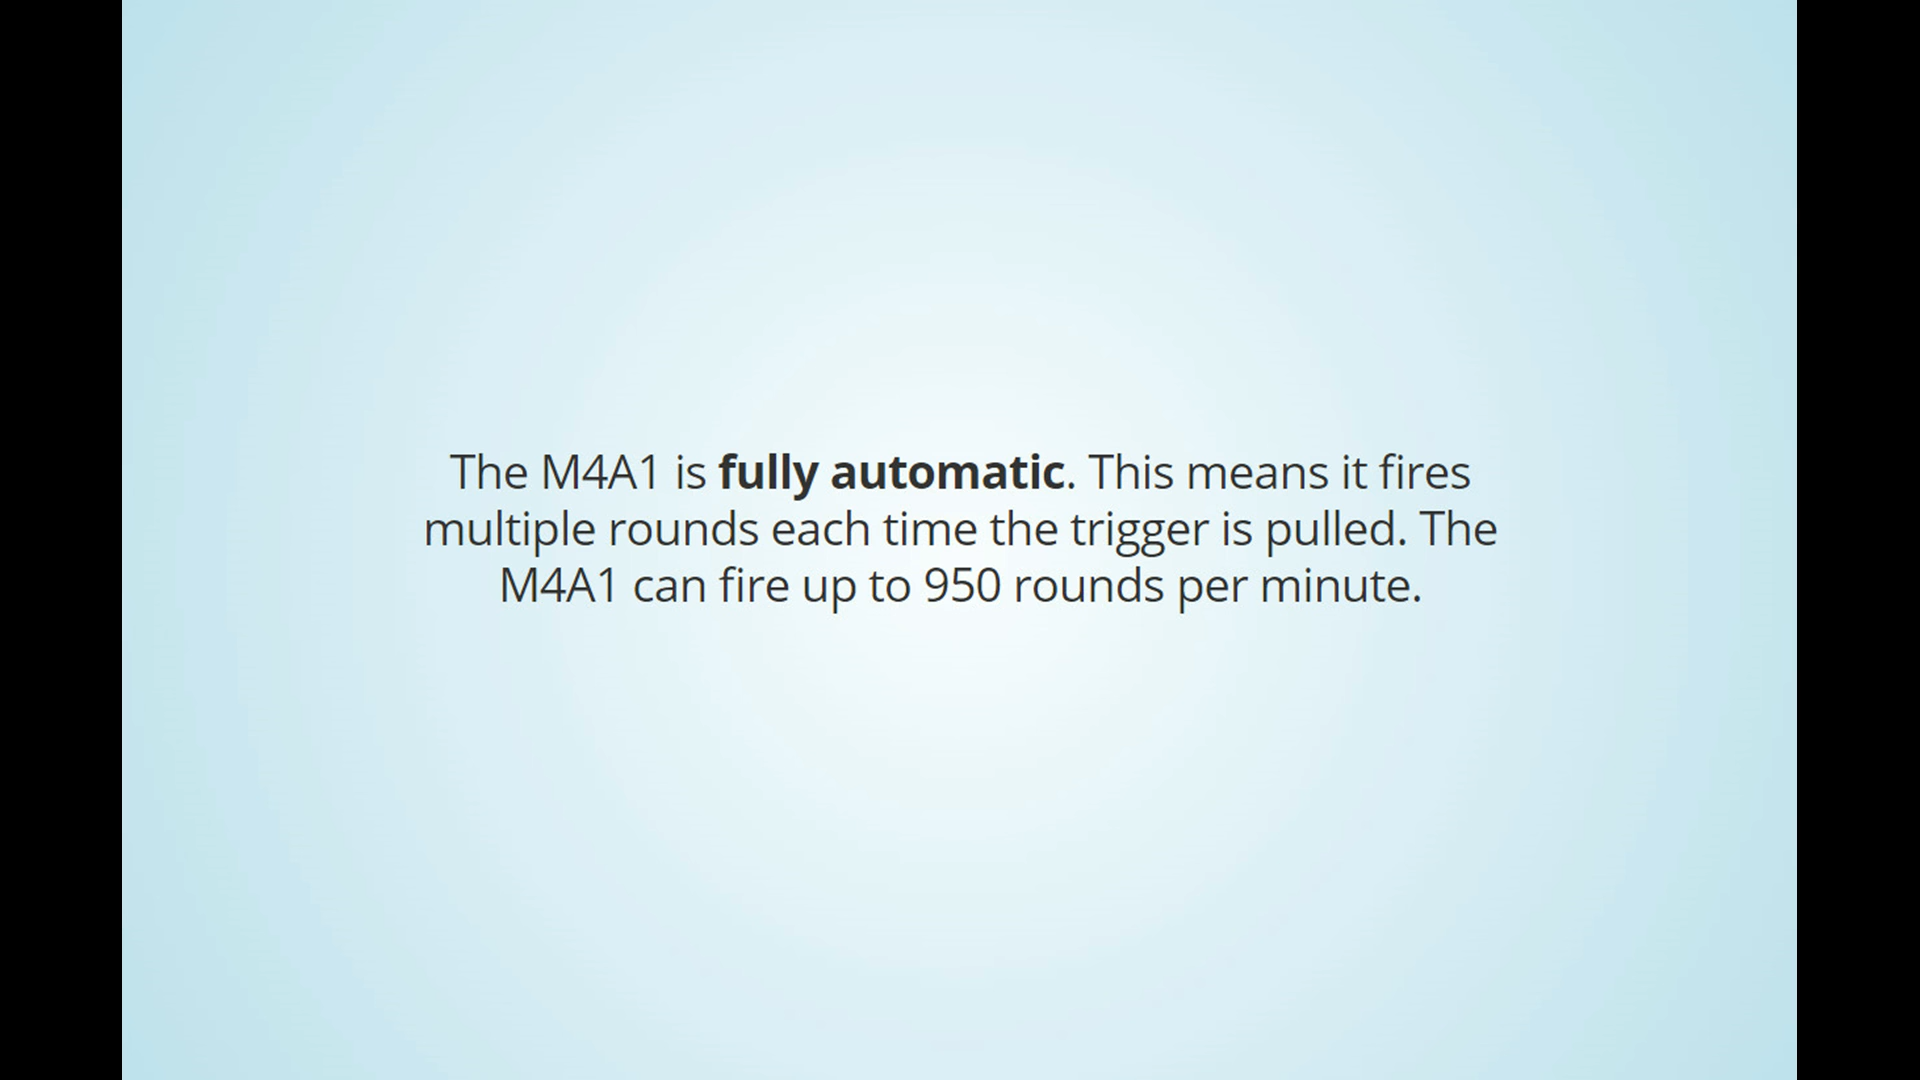 The M4A1 is fully automatic. This means it fires
multiple rounds each time the trigger is pulled. The
M4A1 can fire up to 950 rounds per minute.